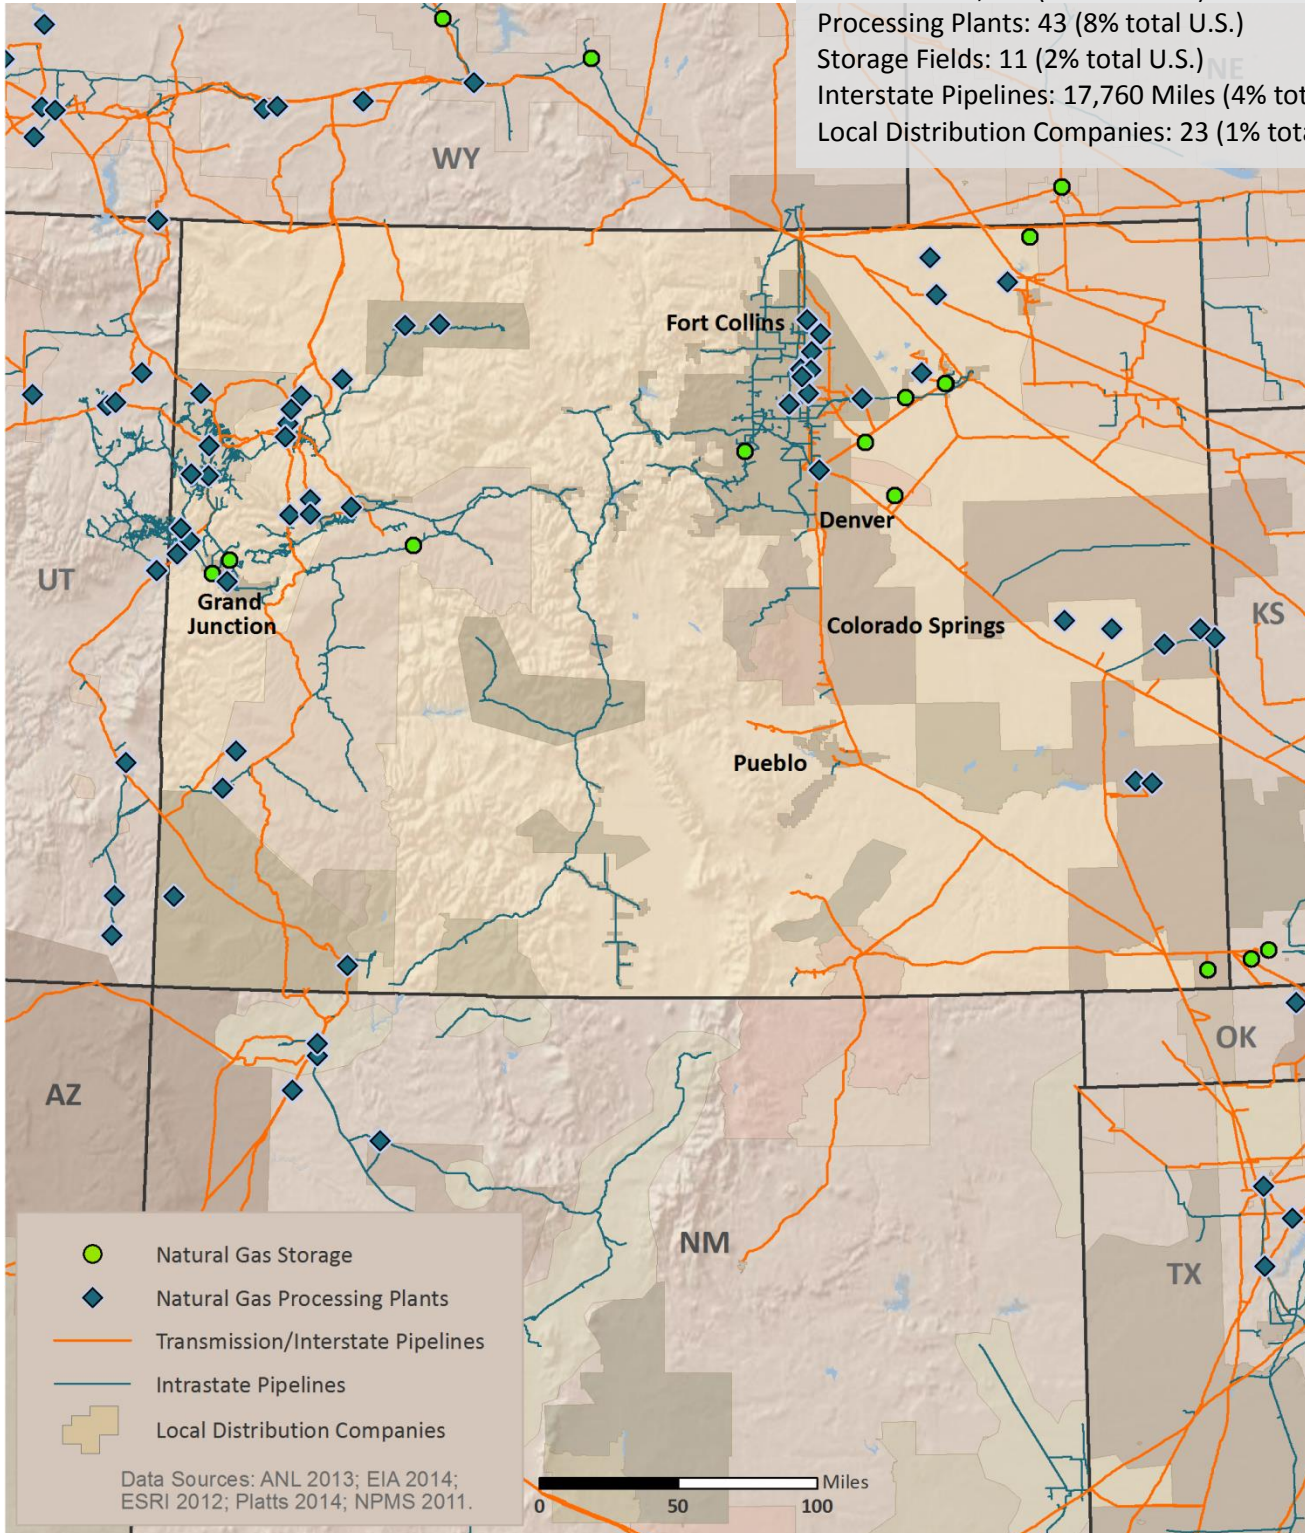 Processing Plants: 43 (8% total U.S.)
Storage Fields: 11 (2% total U.S.)
NE
Interstate Pipelines: 17,760 Miles (4% tot
Local Distribution Companies: 23 (1% tota
WY
Fort Collins
Denver
UT
Grand
Junction
Colorado Springs
KS
Pueblo
OK
AZ
NM
TX
Natural Gas Storage
Natural Gas Processing Plants
Transmission/Interstate Pipelines
Intrastate Pipelines
Local Distribution Companies
Data Sources: ANL 2013; EIA 2014;
ESRI 2012; Platts 2014; NPMS 2011.
Miles
0 50 100